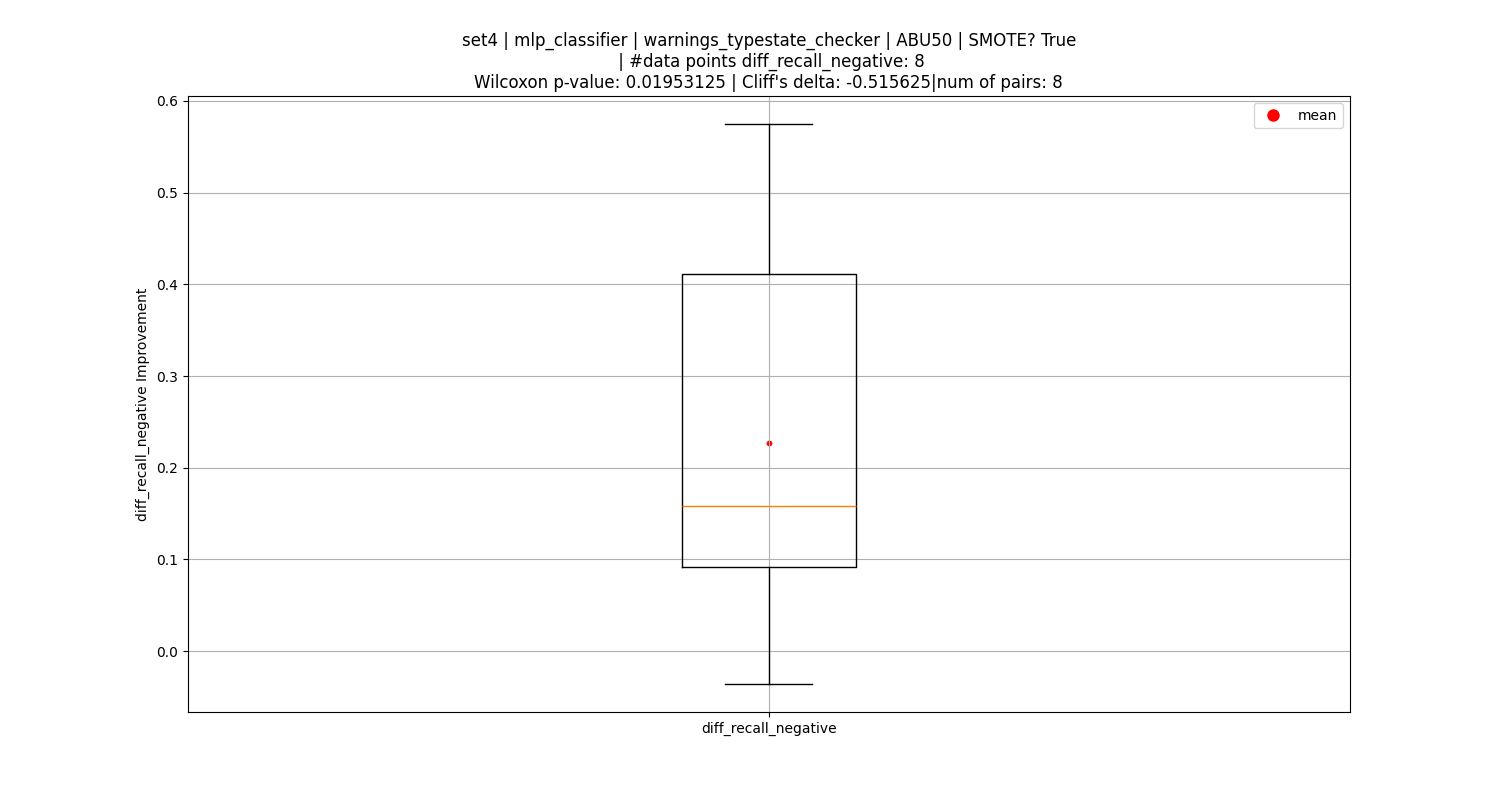 set4 | mlp_classifier | warnings_typestate_checker | ABU50 | SMOTE? True
| #data points diff_recall_negative: 8
Wilcoxon p-value: 0.01953125 | Cliff's delta: -0.515625|num of pairs: 8
mean
0.6
0.5
0.4
0.3
0.2
0.1
0.0
diff_recall_negative Improvement
diff_recall_negative